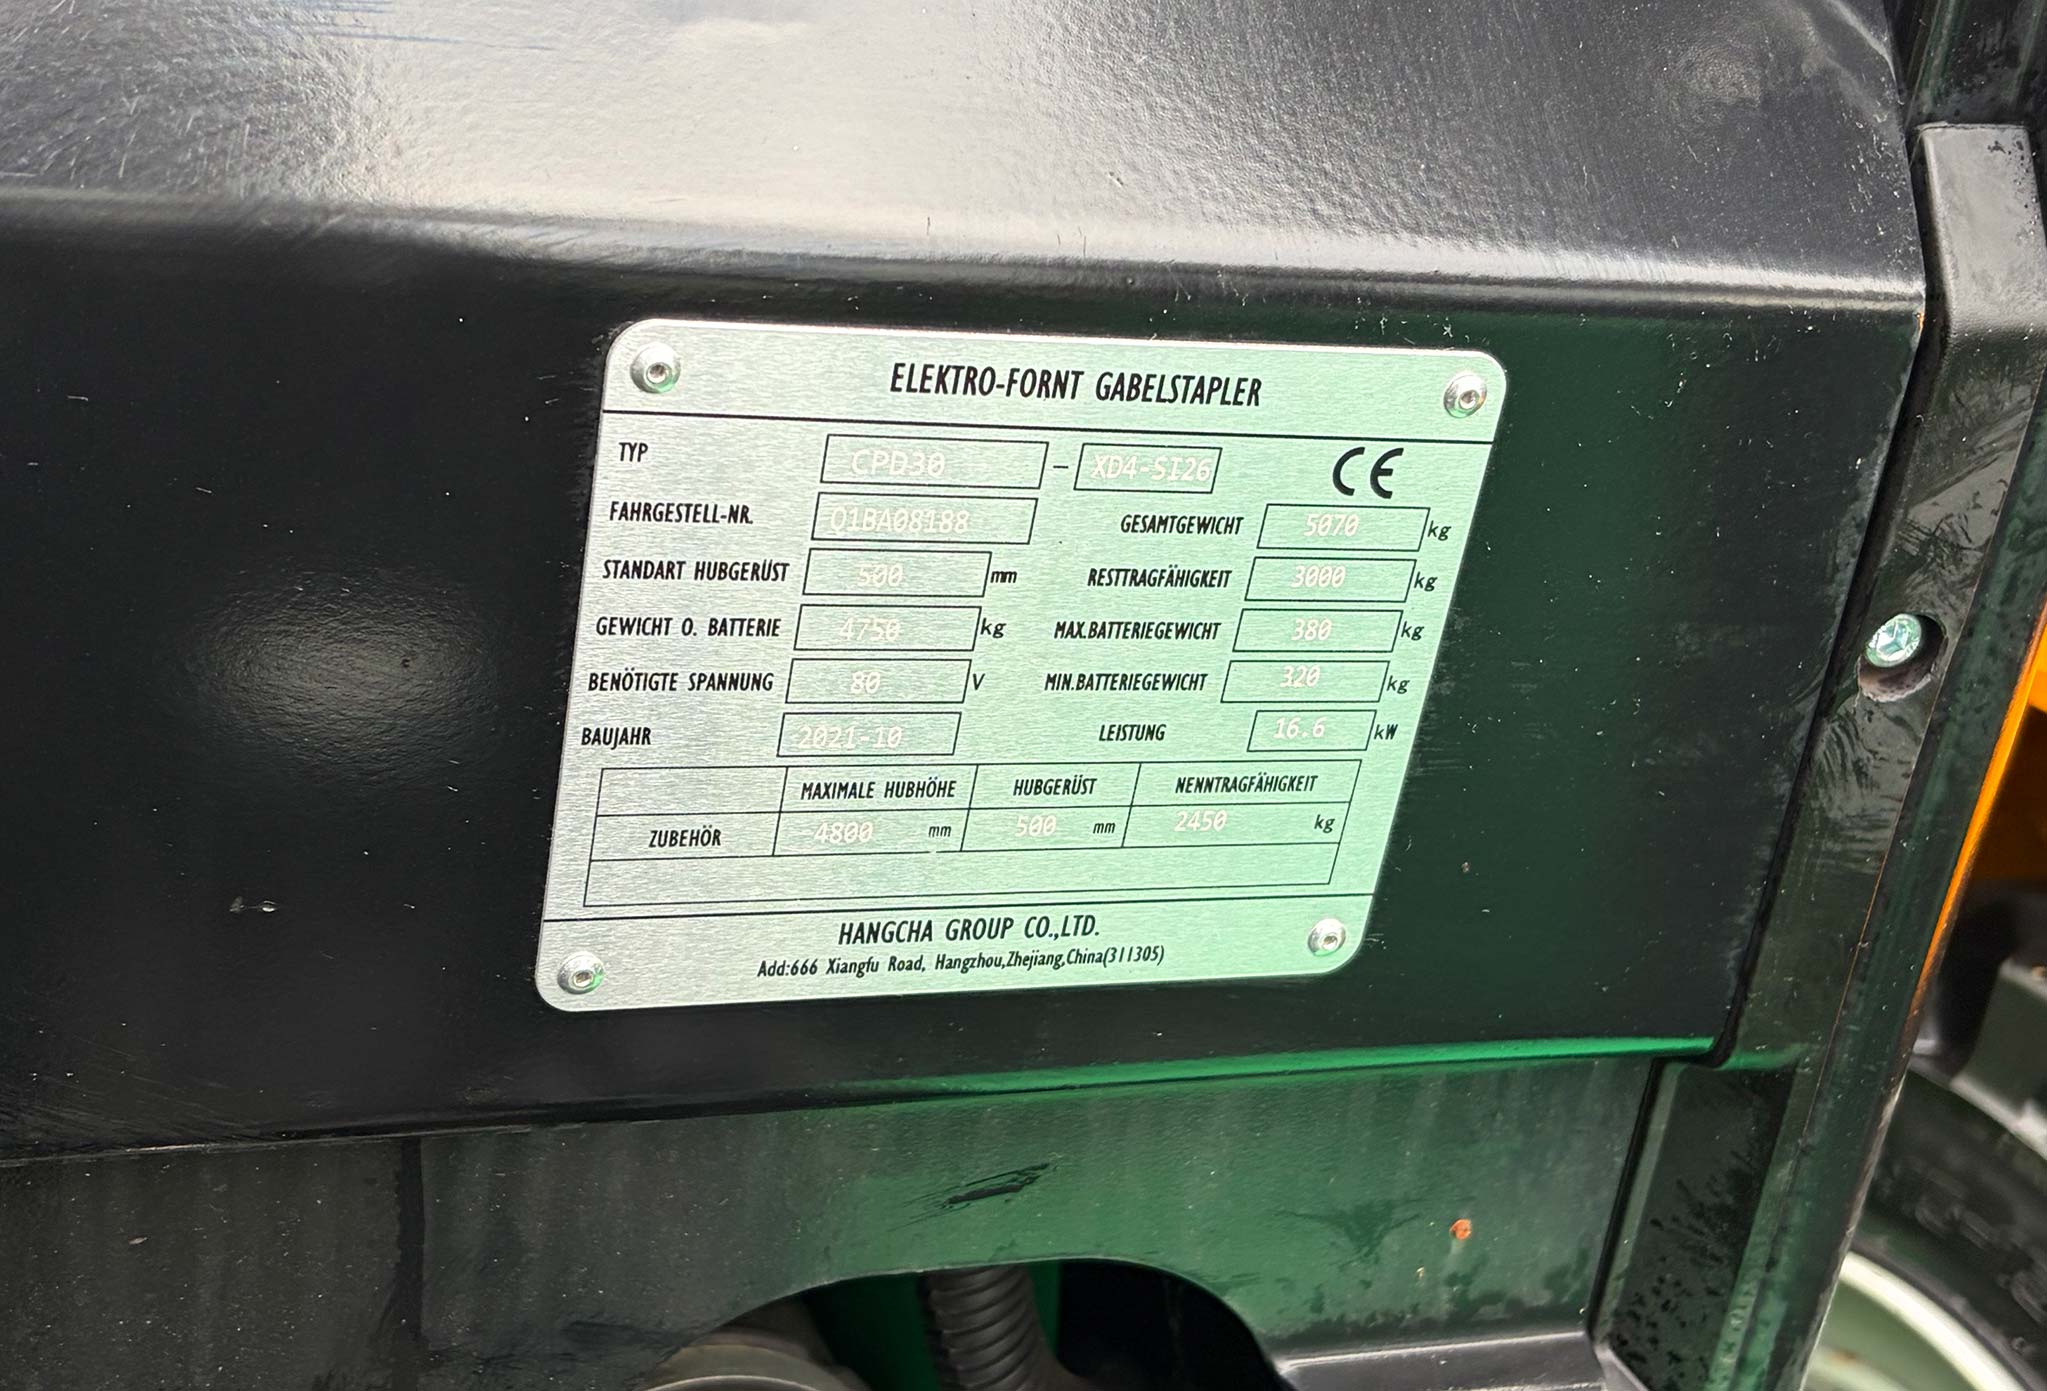 ELEKTRO-FORNT GABELSTAPLER
TYP CPD30 - XD4-SI26 CE
FAHRGESTELL-NR. O1BA08188 GESAMTGEWICHT 5070 kg
STANDART HUBGERÜST 500 mm RESTTRAGFÄHIGKEIT 3000 kg
GEWICHT O. BATTERIE 4750 kg MAX.BATTERIEGEWICHT 380 kg
BENÖTIGTE SPANNUNG 80 V MIN.BATTERIEGEWICHT 320 kg
BAUJAHR 2021-10 LEISTUNG 16.6 kW
MAXIMALE HUBHÖHE HUBGERÜST NENNTRAGFÄHIGKEIT
ZUBEHÖR 4800 mm 500 mm 2450 kg
HANGCHA GROUP CO.,LTD.
Add:666 Xiangfu Road, Hangzhou,Zhejiang,China(311305)